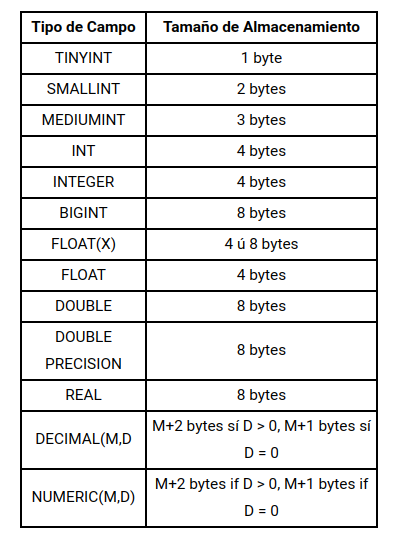 Tipo de Campo Tamaño de Almacenamiento
TINYINT 1 byte
SMALLINT 2 bytes
MEDIUMINT 3 bytes
INT 4 bytes
INTEGER 4 bytes
BIGINT 8 bytes
FLOAT(X) 4 ú 8 bytes
FLOAT 4 bytes
DOUBLE 8 bytes
DOUBLE
PRECISION
8 bytes
REAL 8 bytes
DECIMAL(M,D
M+2 bytes sí D > 0, M+1 bytes sí
D = 0
NUMERIC(M,D)
M+2 bytes if D > 0, M+1 bytes if
D = 0